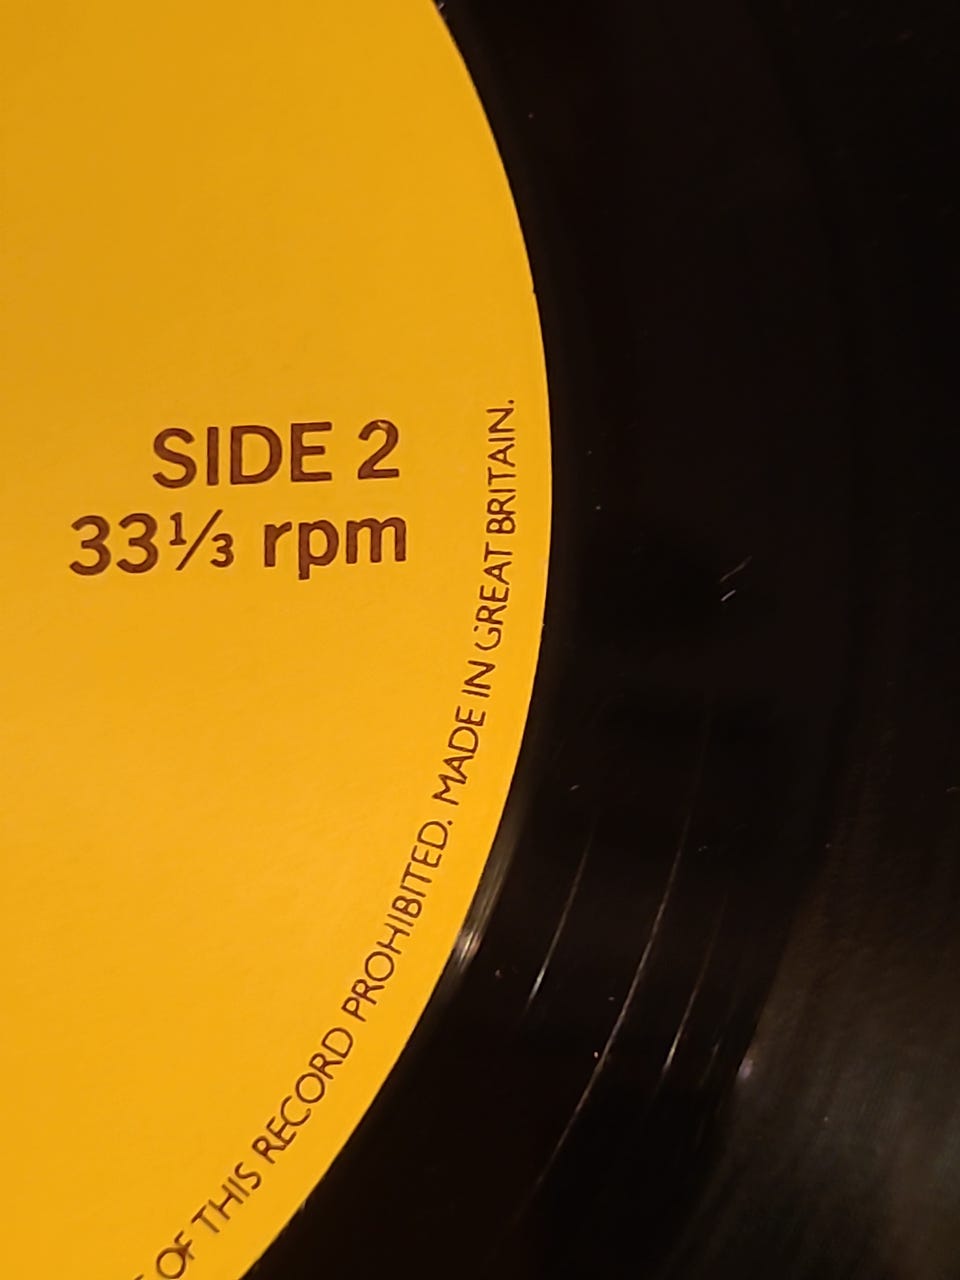 SIDE 2
33⅓ rpm
OF THIS RECORD PROHIBITED. MADE IN GREAT BRITAIN.